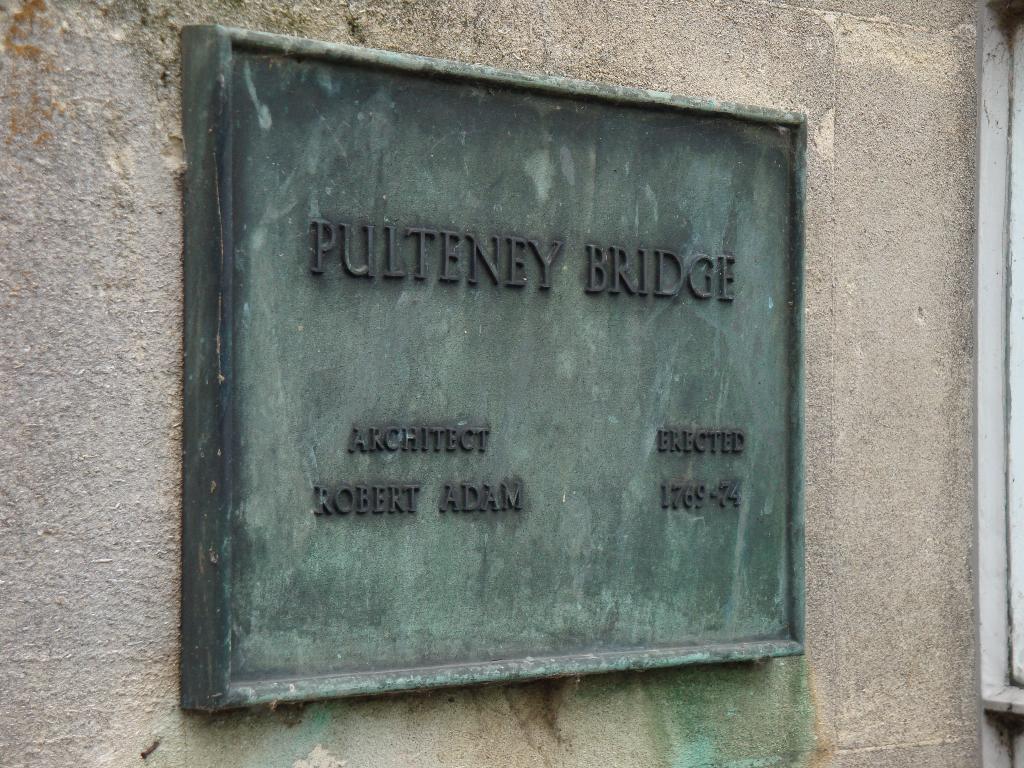 PULTENEY BRIDGE
ARCHITECT ERECTED
ROBERT ADAM 1769-74